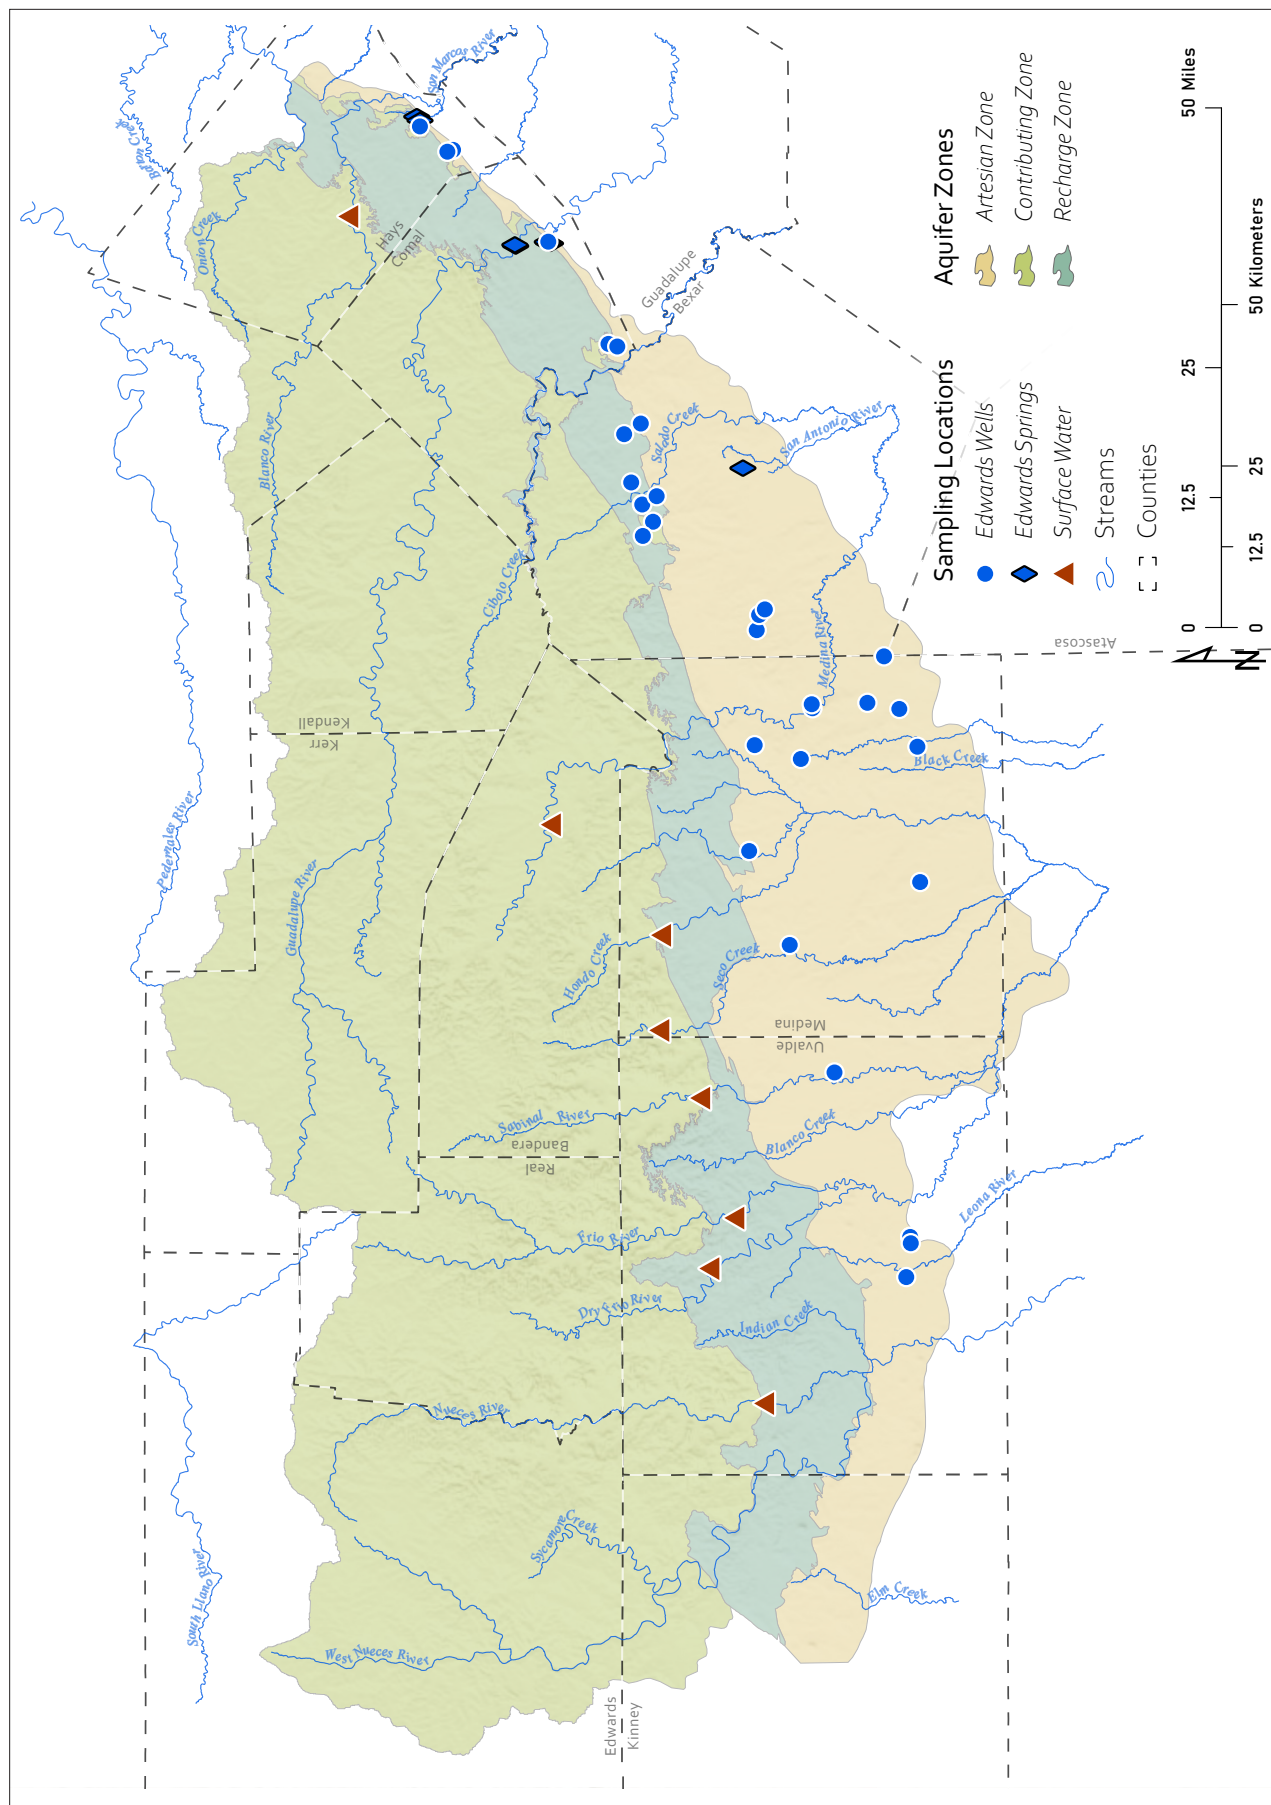 Barton Creek
San Marcos River
Onion Creek
Hays
Comal
Guadalupe
Bexar
Blanco River
Salado Creek
San Antonio River
Cibolo Creek
Medina River
Atascosa
Kendall
Kerr
Pedernales River
Guadalupe River
Black Creek
Hondo Creek
Seco Creek
Medina
Uvalde
Sabinal River
Bandera
Real
Blanco Creek
Leona River
Frio River
Dry Frio River
Indian Creek
Nueces River
Sycamore Creek
South Llano River
West Nueces River
Elm Creek
Edwards
Kinney
Sampling Locations
Edwards Wells
Edwards Springs
Surface Water
Streams
Counties
Aquifer Zones
Artesian Zone
Contributing Zone
Recharge Zone
0 12.5 25 50 Miles
0 12.5 25 50 Kilometers
N